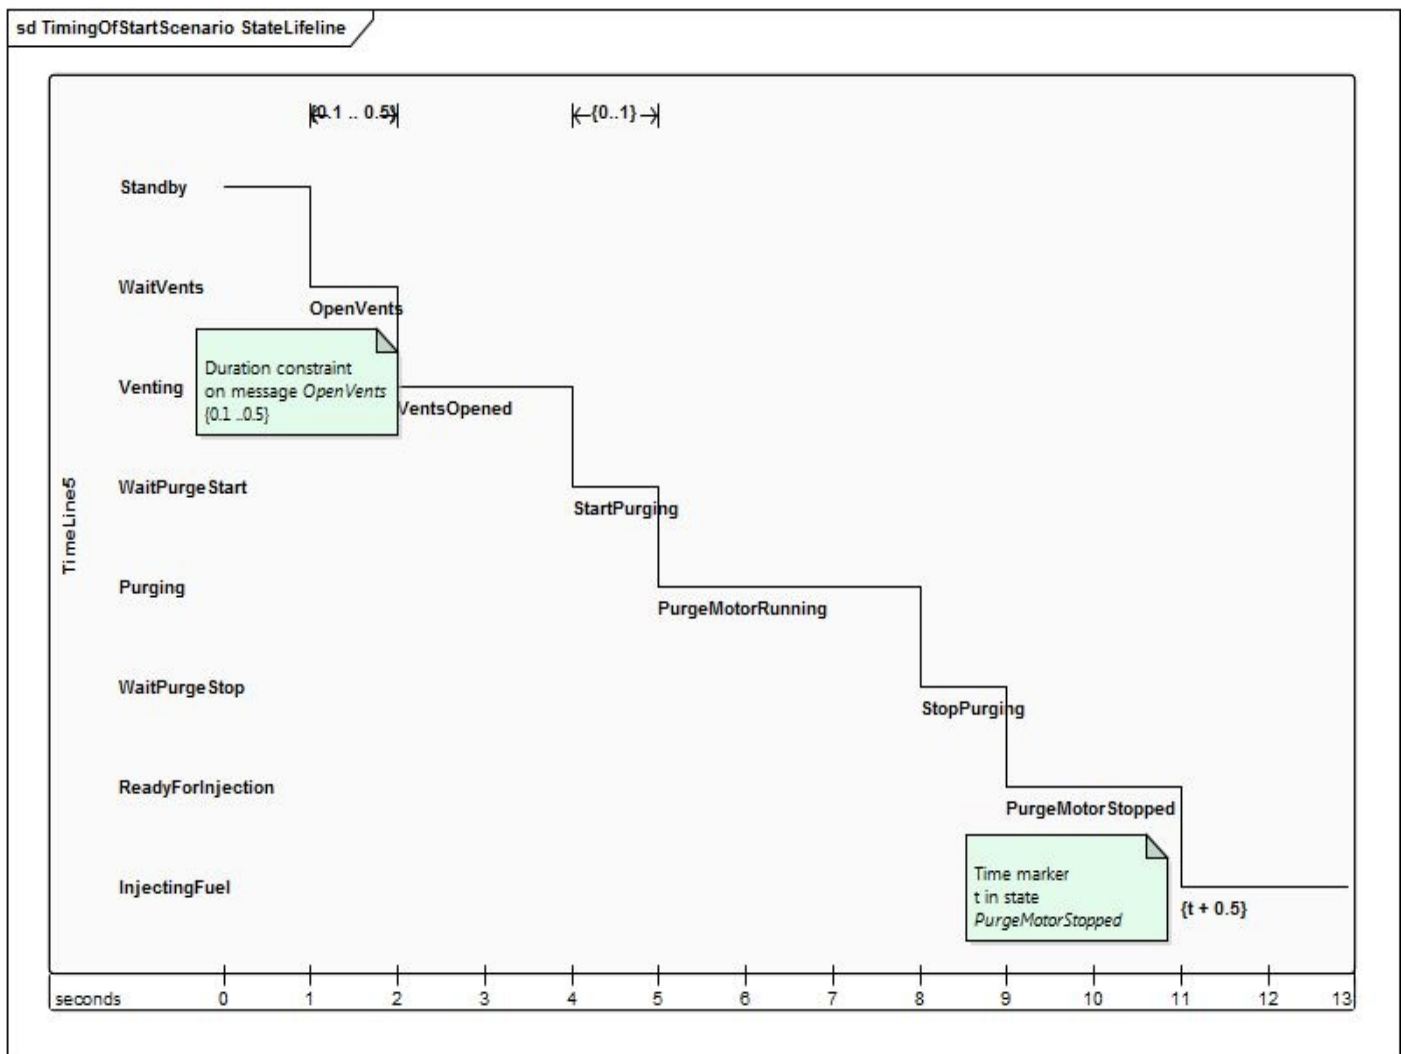 sd TimingOfStartScenario StateLifeline
{0.1 .. 0.5}
{0..1}
Standby
WaitVents
OpenVents
Duration constraint
on message OpenVents
{0.1 ..0.5}
Venting
VentsOpened
TimeLine5
WaitPurgeStart
StartPurging
Purging
PurgeMotorRunning
WaitPurgeStop
StopPurging
ReadyForInjection
PurgeMotorStopped
Time marker
t in state
PurgeMotorStopped
InjectingFuel
{t + 0.5}
seconds 0 1 2 3 4 5 6 7 8 9 10 11 12 13